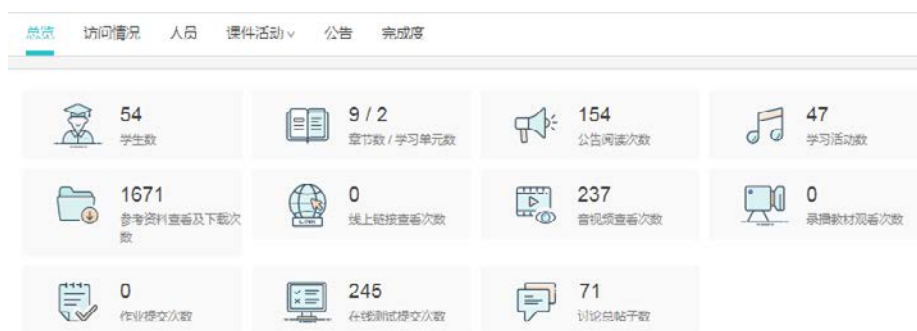 总览 访问情况 人员 课件活动 公告 完成度
54
学生数
9 / 2
章节数 / 学习单元数
154
公告阅读次数
47
学习活动数
1671
参考资料查看及下载次
数
0
线上链接查看次数
237
音视频查看次数
0
录播教材观看次数
0
作业提交次数
245
在线测试提交次数
71
讨论总帖子数
LINK